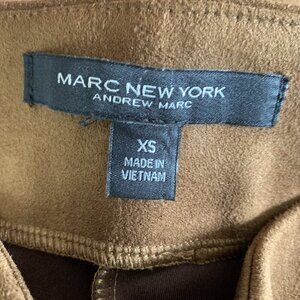 MARC NEW YORK
ANDREW MARC
XS
MADE IN
VIETNAM